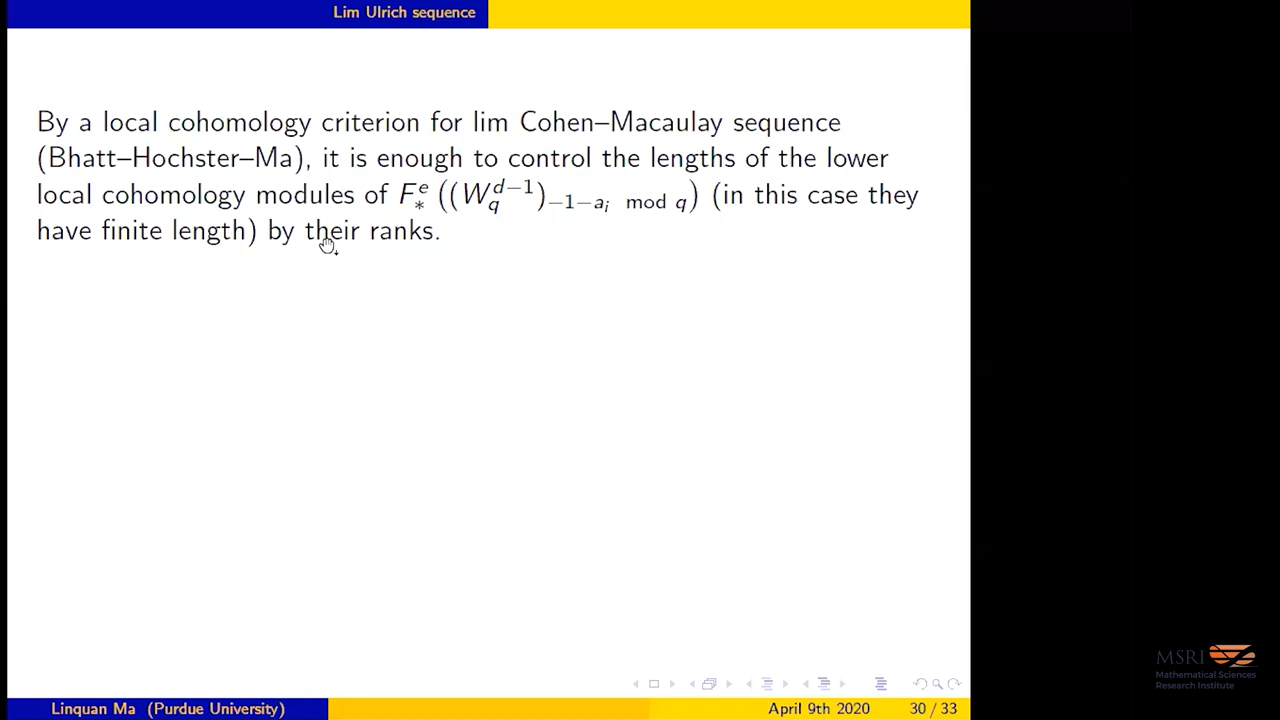 Lim Ulrich sequence
By a local cohomology criterion for lim Cohen–Macaulay sequence
(Bhatt–Hochster–Ma), it is enough to control the lengths of the lower
local cohomology modules of $F^e_*\left((W_q^{d-1})_{-1-a_i \mod q}\right)$ (in this case they
have finite length) by their ranks.
MSRI
Mathematical Sciences
Research Institute
Linquan Ma (Purdue University) April 9th 2020 30 / 33